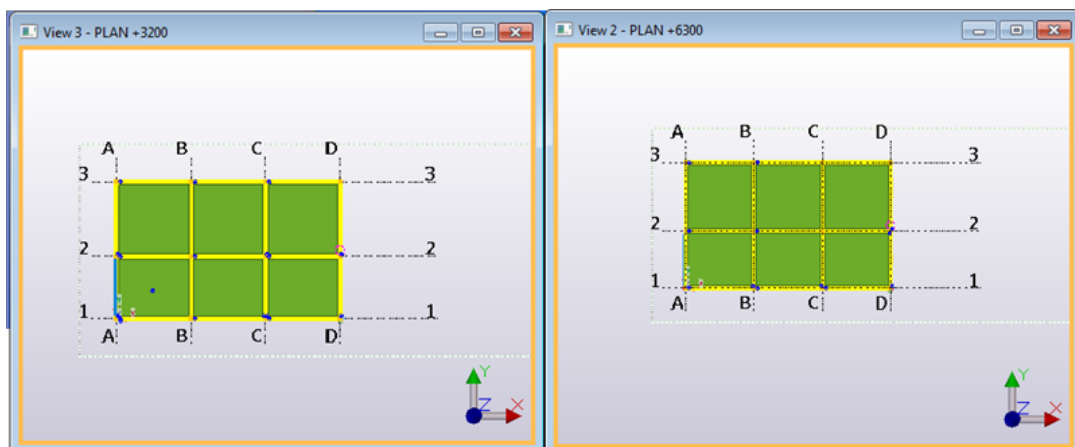 View 3 - PLAN +3200
A B C D
3 3
2 2
1 1
A B C D
Y
Z X
View 2 - PLAN +6300
A B C D
3 3
2 2
1 1
A B C D
Y
Z X